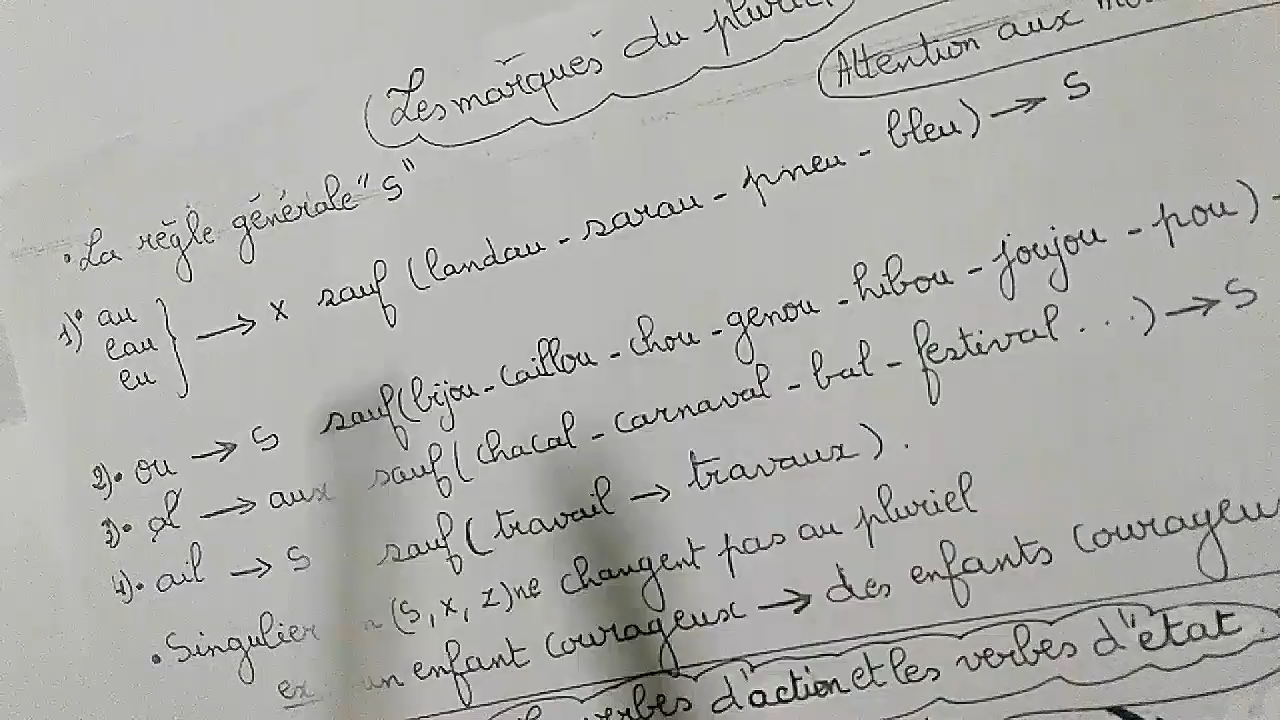 Les marques du pluriel
Attention aux
• La règle générale "s"
1)• au
eau
eu
→ x sauf (landau - sarau - pneu - bleu) → s
2)• ou → s sauf (bijou - caillou - chou - genou - hibou - joujou - pou)
3)• al → aux sauf (chacal - carnaval - bal - festival ...) → s
4)• ail → s sauf (travail → travaux).
• Singulier (s, x, z) ne changent pas au pluriel
ex un enfant courageux → des enfants courageu
verbes d'action et les verbes d'état.